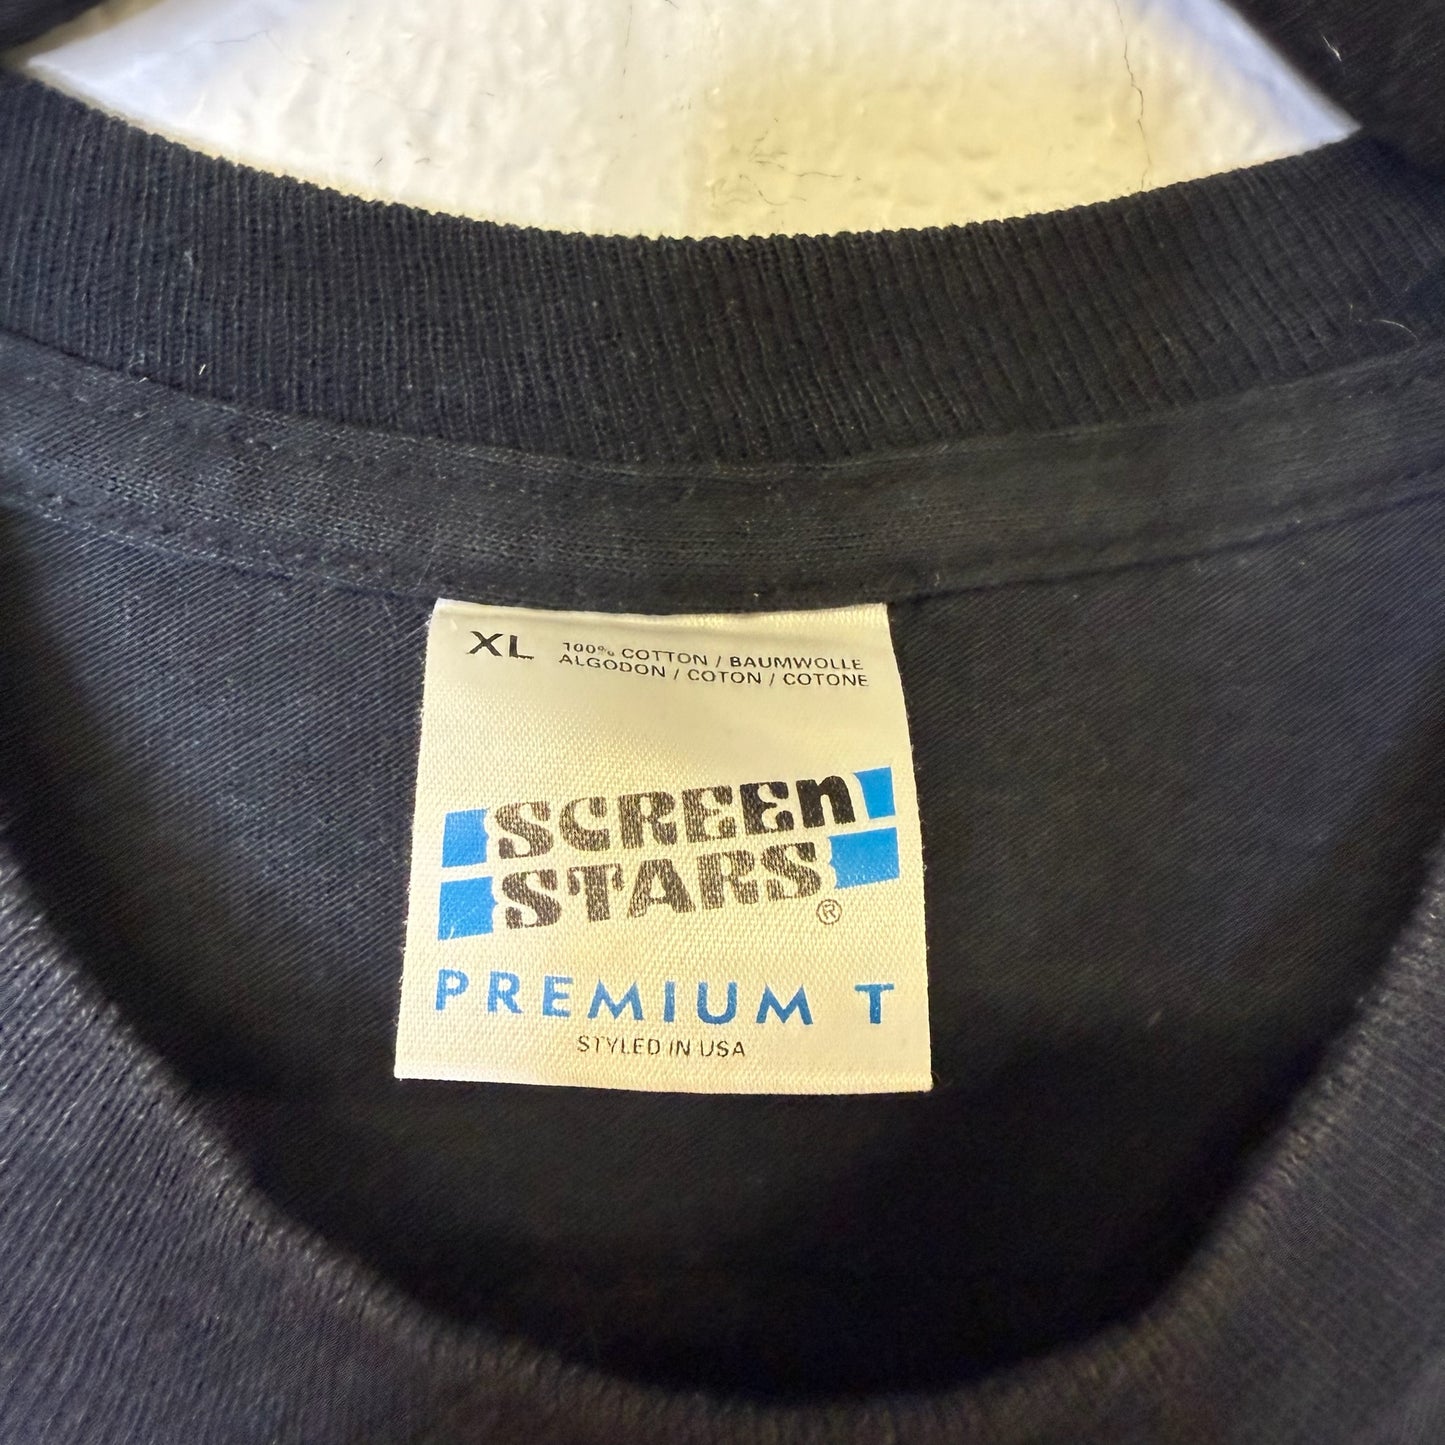 XL
100% COTTON / BAUMWOLLE
ALGODON / COTON / COTONE
SCREEN
STARS®
PREMIUM T
STYLED IN USA